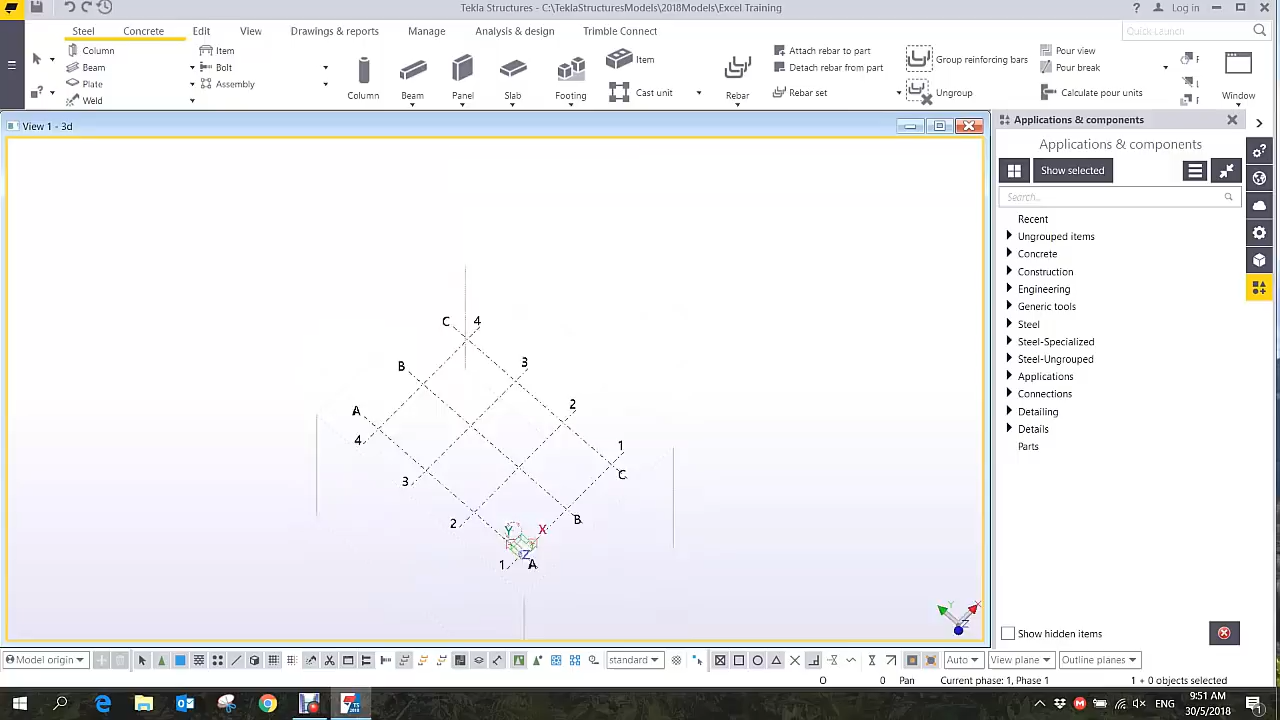 Tekla Structures - C:\TeklaStructuresModels\2018Models\Excel Training
? Log in
Steel Concrete Edit View Drawings & reports Manage Analysis & design Trimble Connect Quick Launch
Column Item Attach rebar to part Pour view
Beam Bolt Item Detach rebar from part Group reinforcing bars Pour break
Plate Assembly Cast unit Rebar set Ungroup Calculate pour units
Weld
Column Beam Panel Slab Footing Rebar Window
View 1 - 3d
Applications & components
Applications & components
Show selected
Search...
Recent
Ungrouped items
Concrete
Construction
Engineering
Generic tools
Steel
Steel-Specialized
Steel-Ungrouped
Applications
Connections
Detailing
Details
Parts
C 4
B 3
A 2
4 1
3 C
2 B
Y X
Z
1 A
Y X
Z
Show hidden items
Model origin standard Auto View plane Outline planes
O 0 Pan Current phase: 1, Phase 1 1 + 0 objects selected
ENG
9:51 AM
30/5/2018